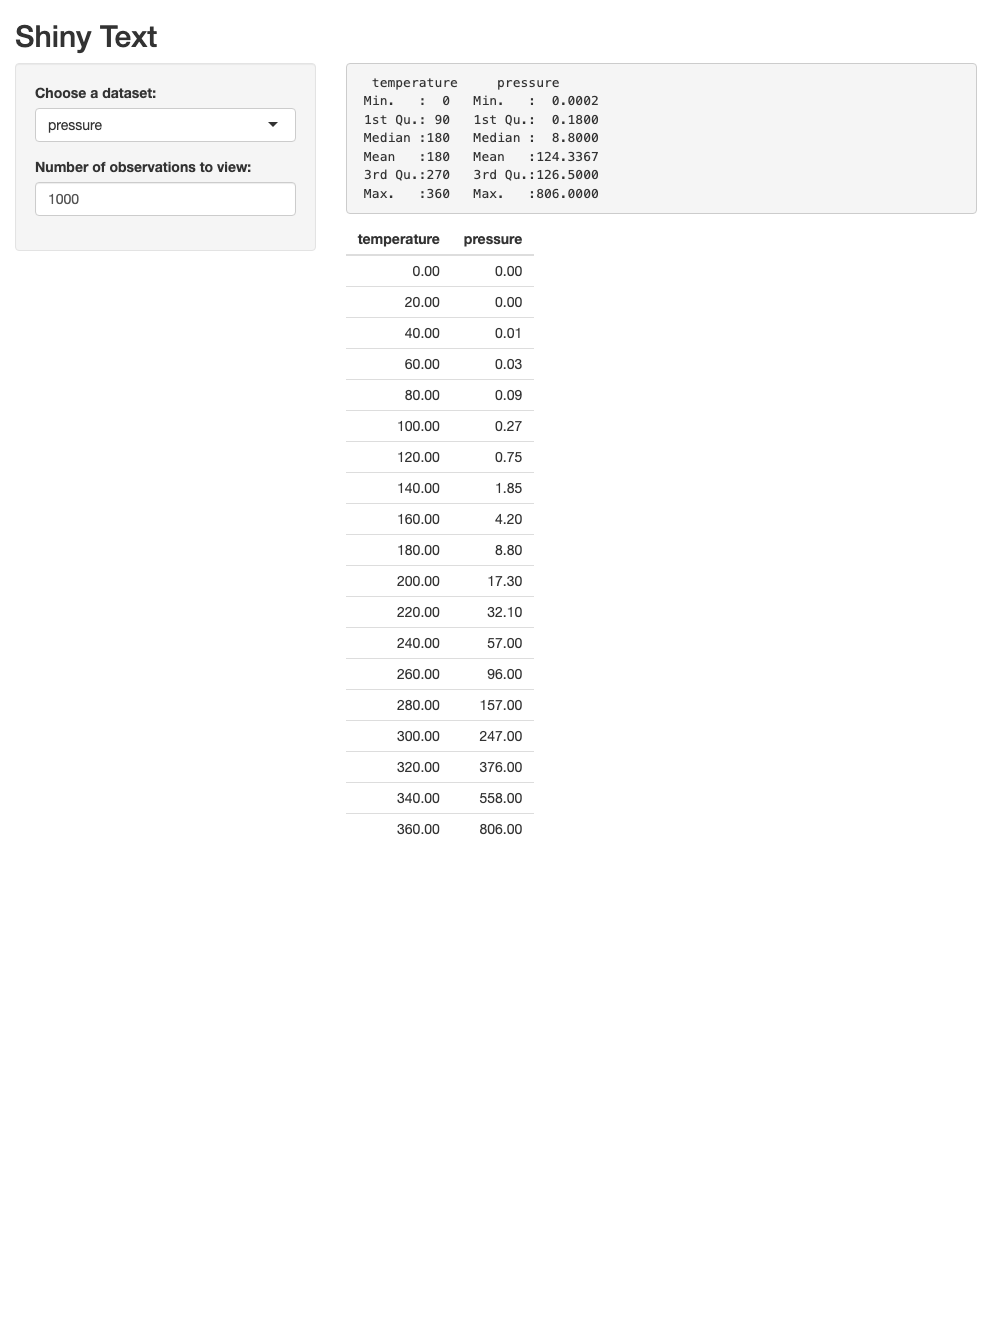 Shiny Text
Choose a dataset:
pressure
Number of observations to view:
1000
temperature pressure
Min. : 0 Min. : 0.0002
1st Qu.: 90 1st Qu.: 0.1800
Median :180 Median : 8.8000
Mean :180 Mean :124.3367
3rd Qu.:270 3rd Qu.:126.5000
Max. :360 Max. :806.0000
temperature pressure
0.00 0.00
20.00 0.00
40.00 0.01
60.00 0.03
80.00 0.09
100.00 0.27
120.00 0.75
140.00 1.85
160.00 4.20
180.00 8.80
200.00 17.30
220.00 32.10
240.00 57.00
260.00 96.00
280.00 157.00
300.00 247.00
320.00 376.00
340.00 558.00
360.00 806.00